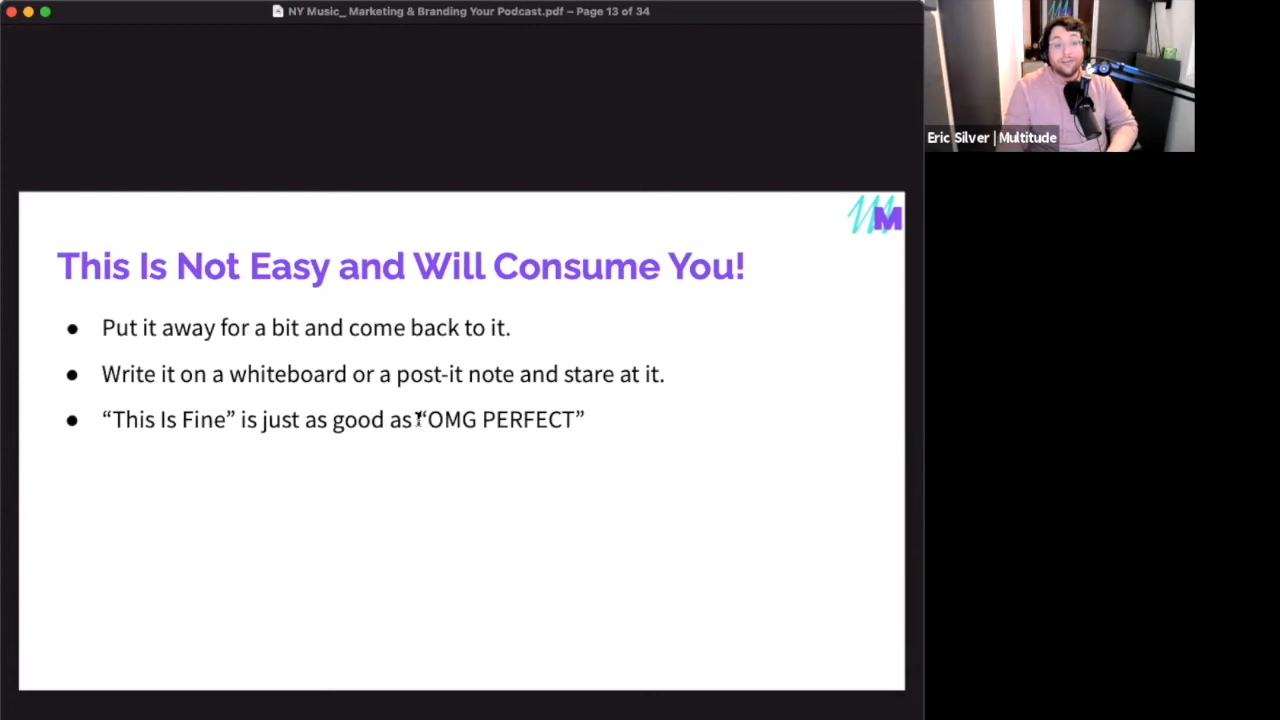 NY Music_ Marketing & Branding Your Podcast.pdf – Page 13 of 34
Eric Silver | Multitude
M
This Is Not Easy and Will Consume You!
● Put it away for a bit and come back to it.
● Write it on a whiteboard or a post-it note and stare at it.
● “This Is Fine” is just as good as “OMG PERFECT”